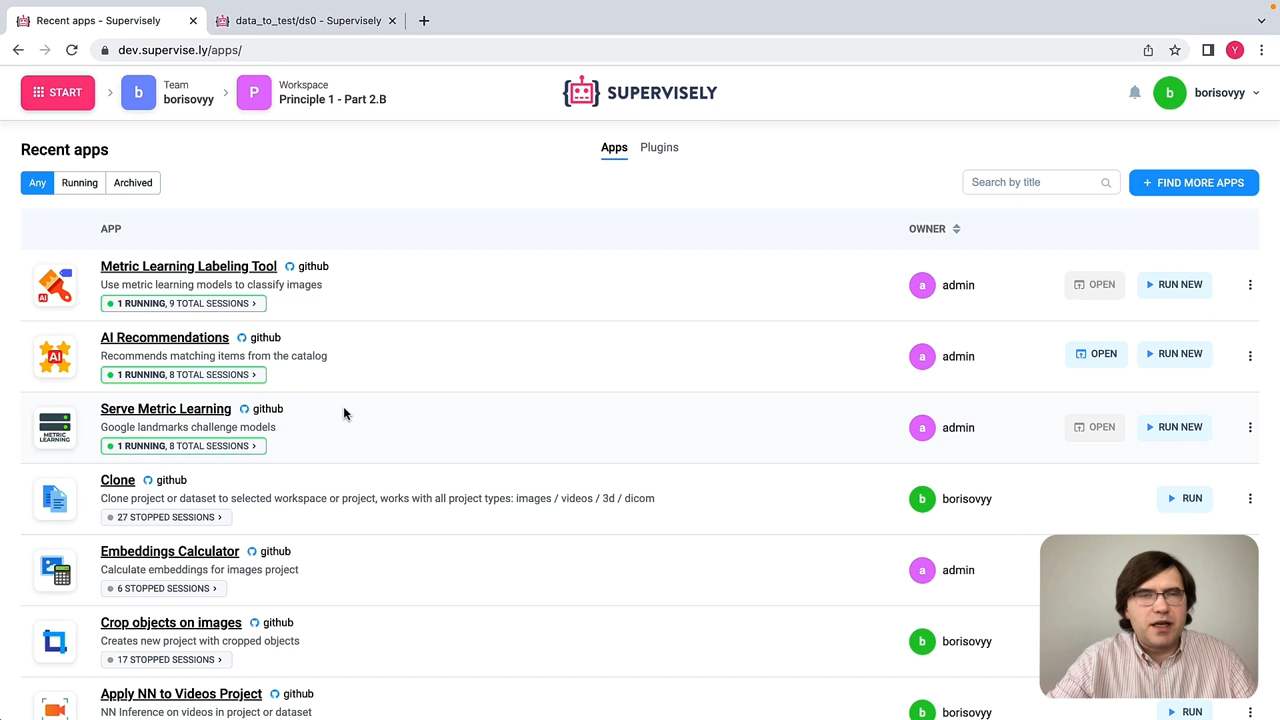 Recent apps - Supervisely
data_to_test/ds0 - Supervisely
dev.supervise.ly/apps/
Y
START
b
Team
borisovyy
P
Workspace
Principle 1 - Part 2.B
SUPERVISELY
b
borisovyy
Recent apps
Apps
Plugins
Any
Running
Archived
Search by title
+ FIND MORE APPS
APP
OWNER
Metric Learning Labeling Tool
github
Use metric learning models to classify images
1 RUNNING, 9 TOTAL SESSIONS
AI
a
admin
OPEN
RUN NEW
AI Recommendations
github
Recommends matching items from the catalog
1 RUNNING, 8 TOTAL SESSIONS
AI
a
admin
OPEN
RUN NEW
Serve Metric Learning
github
Google landmarks challenge models
1 RUNNING, 8 TOTAL SESSIONS
METRIC
LEARNING
a
admin
OPEN
RUN NEW
Clone
github
Clone project or dataset to selected workspace or project, works with all project types: images / videos / 3d / dicom
27 STOPPED SESSIONS
b
borisovyy
RUN
Embeddings Calculator
github
Calculate embeddings for images project
6 STOPPED SESSIONS
a
admin
Crop objects on images
github
Creates new project with cropped objects
17 STOPPED SESSIONS
b
borisovyy
Apply NN to Videos Project
github
NN Inference on videos in project or dataset
b
borisovyy
RUN